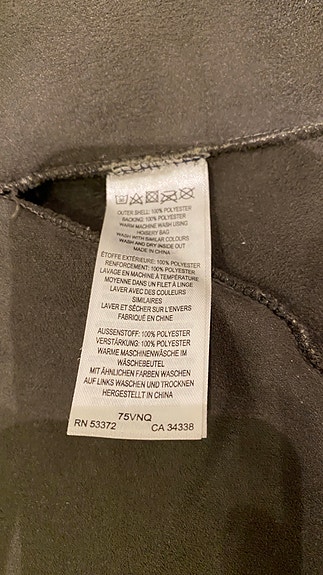 OUTER SHELL: 100% POLYESTER
BACKING: 100% POLYESTER
WARM MACHINE WASH USING
HOSIERY BAG
WASH WITH SIMILAR COLOURS
WASH AND DRY INSIDE OUT
MADE IN CHINA
ÉTOFFE EXTÉRIEURE: 100% POLYESTER
RENFORCEMENT: 100% POLYESTER
LAVAGE EN MACHINE À TEMPÉRATURE
MOYENNE DANS UN FILET À LINGE
LAVER AVEC DES COULEURS
SIMILAIRES
LAVER ET SÉCHER SUR L'ENVERS
FABRIQUÉ EN CHINE
AUSSENSTOFF: 100% POLYESTER
VERSTÄRKUNG: 100% POLYESTER
WARME MASCHINENWÄSCHE IM
WÄSCHEBEUTEL
MIT ÄHNLICHEN FARBEN WASCHEN
AUF LINKS WASCHEN UND TROCKNEN
HERGESTELLT IN CHINA
75VNQ
RN 53372 CA 34338